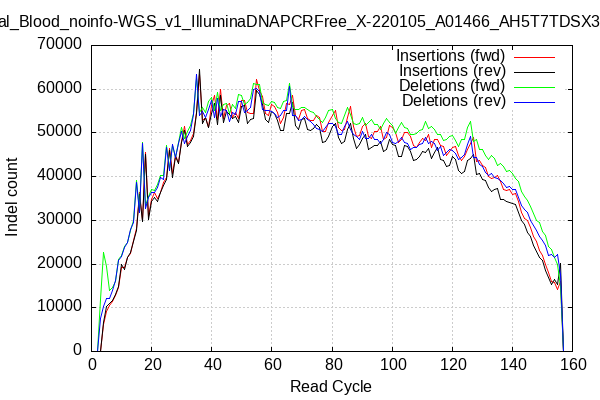 al_Blood_noinfo-WGS_v1_IlluminaDNAPCRFree_X-220105_A01466_AH5T7TDSX3
70000
60000
50000
40000
30000
20000
10000
0
Indel count
Insertions (fwd)
Insertions (rev)
Deletions (fwd)
Deletions (rev)
0 20 40 60 80 100 120 140 160
Read Cycle